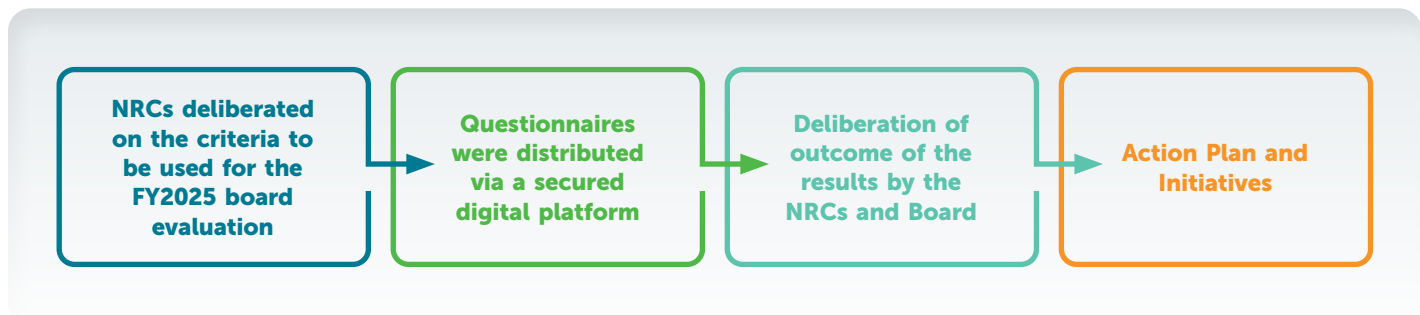 NRCs deliberated
on the criteria to
be used for the
FY2025 board
evaluation
Questionnaires
were distributed
via a secured
digital platform
Deliberation of
outcome of the
results by the
NRCs and Board
Action Plan and
Initiatives